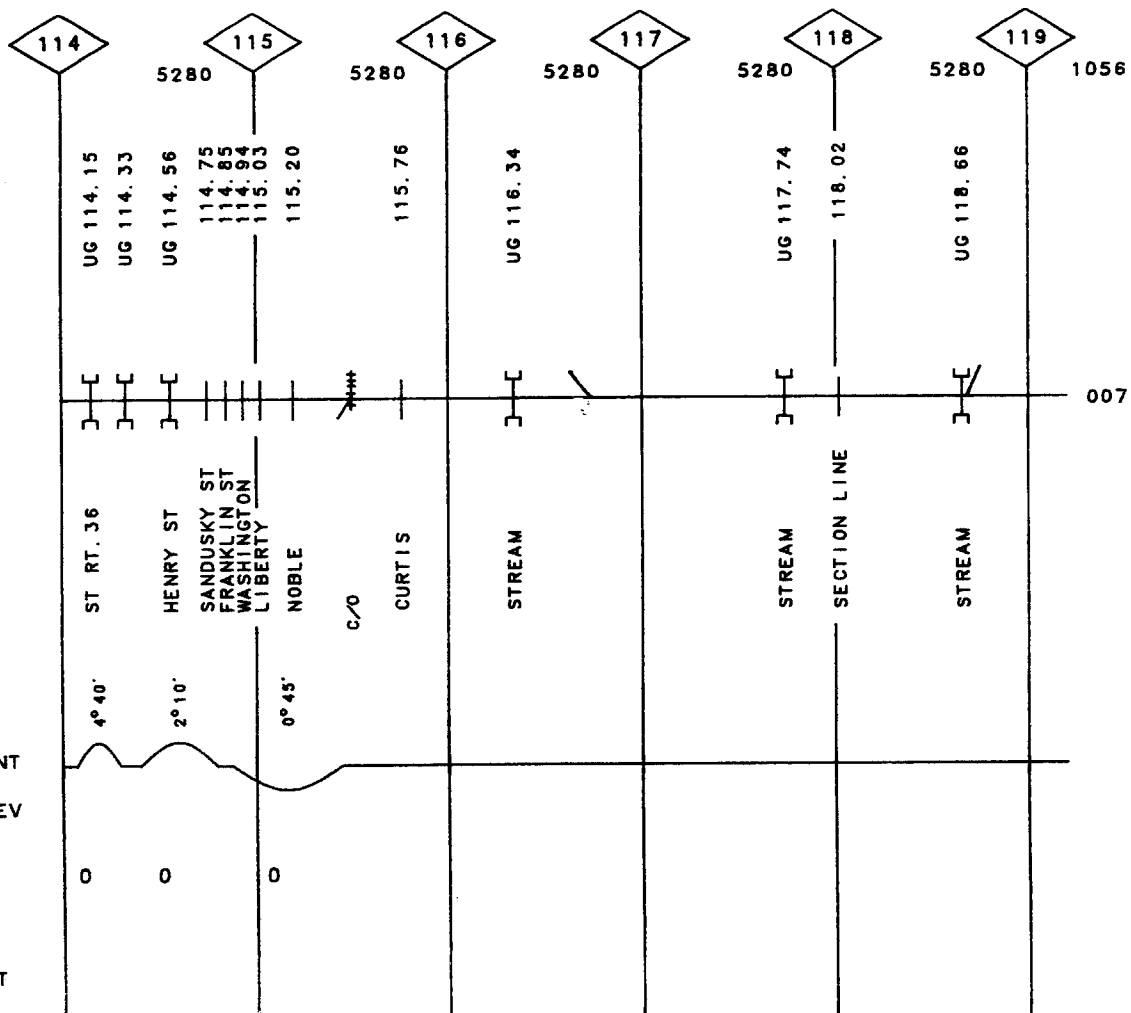 114
115
116
117
118
119
5280
5280
5280
5280
5280
1056
UG 114.15
UG 114.33
UG 114.56
114.75
114.85
114.94
115.03
115.20
115.76
UG 116.34
UG 117.74
118.02
UG 118.66
007
ST RT. 36
HENRY ST
SANDUSKY ST
FRANKLIN ST
WASHINGTON
LIBERTY
NOBLE
C/O
CURTIS
STREAM
STREAM
SECTION LINE
STREAM
4°40'
2°10'
0°45'
NT
EV
0
0
0
T